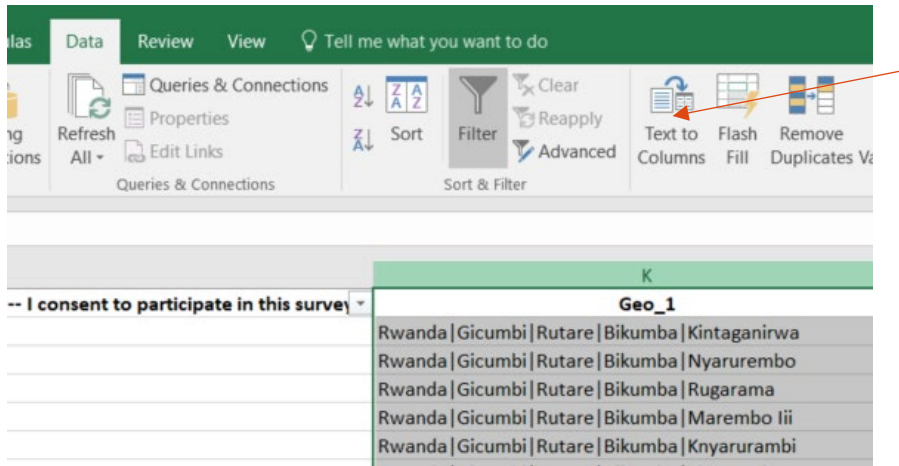 las Data Review View Tell me what you want to do
Queries & Connections
Properties
Edit Links
Refresh
All
Queries & Connections
A
Z
Z
A
Z A
A Z
Sort
Filter
Clear
Reapply
Advanced
Sort & Filter
Text to
Columns
Flash
Fill
Remove
Duplicates
ng
ions
Va
K
-- I consent to participate in this survey
Geo_1
Rwanda|Gicumbi|Rutare|Bikumba|Kintaganirwa
Rwanda|Gicumbi|Rutare|Bikumba|Nyarurembo
Rwanda|Gicumbi|Rutare|Bikumba|Rugarama
Rwanda|Gicumbi|Rutare|Bikumba|Marembo Iii
Rwanda|Gicumbi|Rutare|Bikumba|Knyarurambi